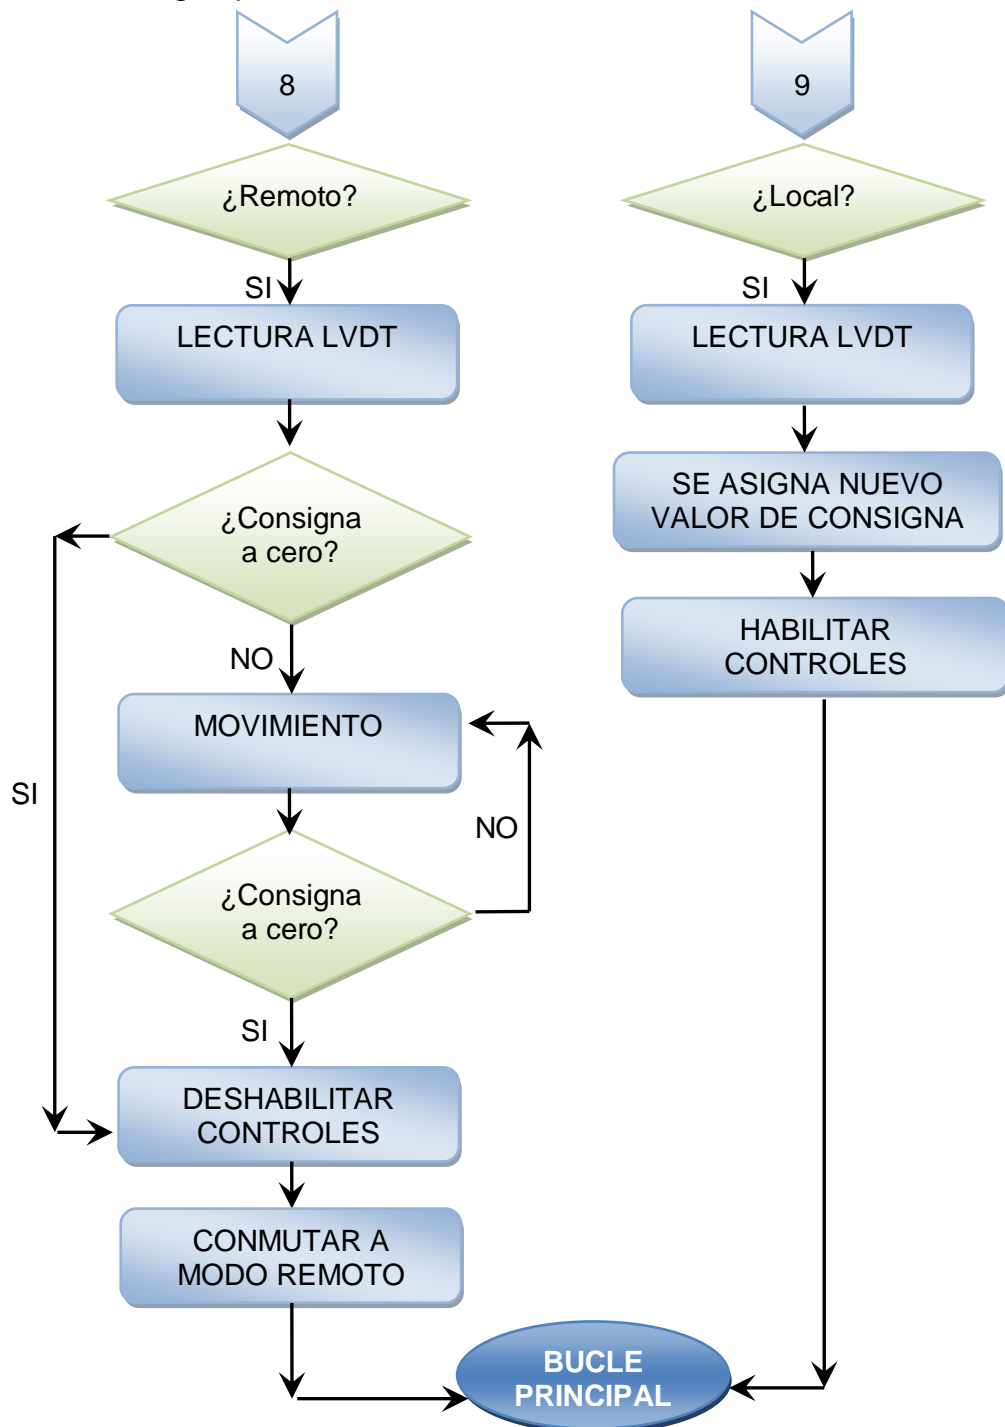 8
¿Remoto?
SI
LECTURA LVDT
¿Consigna
a cero?
NO
MOVIMIENTO
SI
NO
¿Consigna
a cero?
SI
DESHABILITAR
CONTROLES
CONMUTAR A
MODO REMOTO
9
¿Local?
SI
LECTURA LVDT
SE ASIGNA NUEVO
VALOR DE CONSIGNA
HABILITAR
CONTROLES
BUCLE
PRINCIPAL